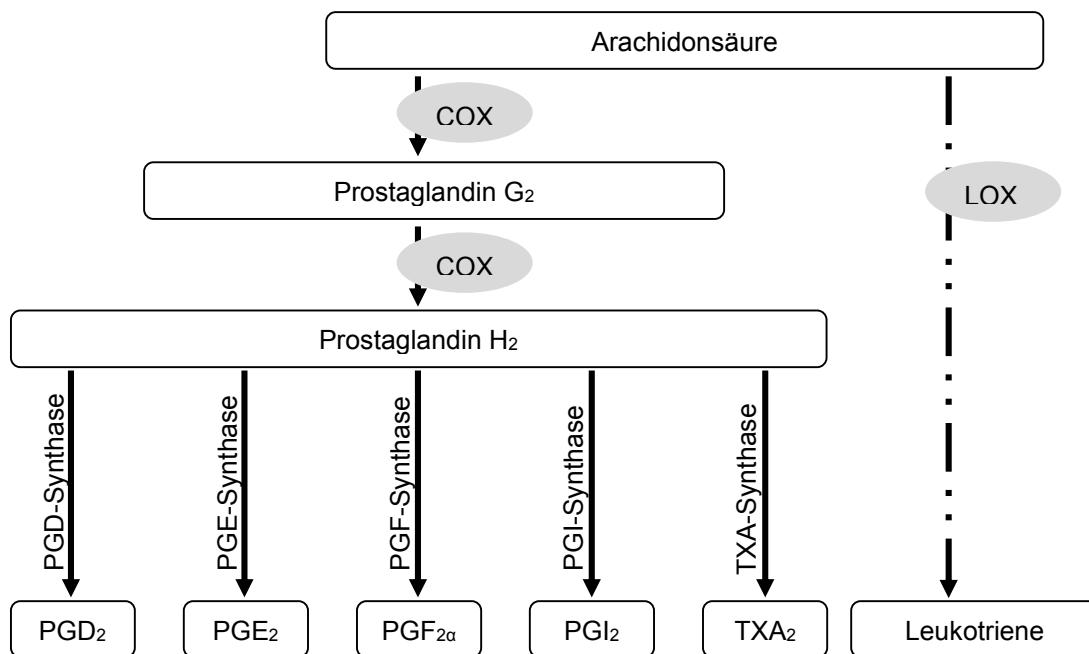 Arachidonsäure
COX
Prostaglandin G2
LOX
COX
Prostaglandin H2
PGD-Synthase
PGE-Synthase
PGF-Synthase
PGI-Synthase
TXA-Synthase
PGD2
PGE2
PGF2α
PGI2
TXA2
Leukotriene